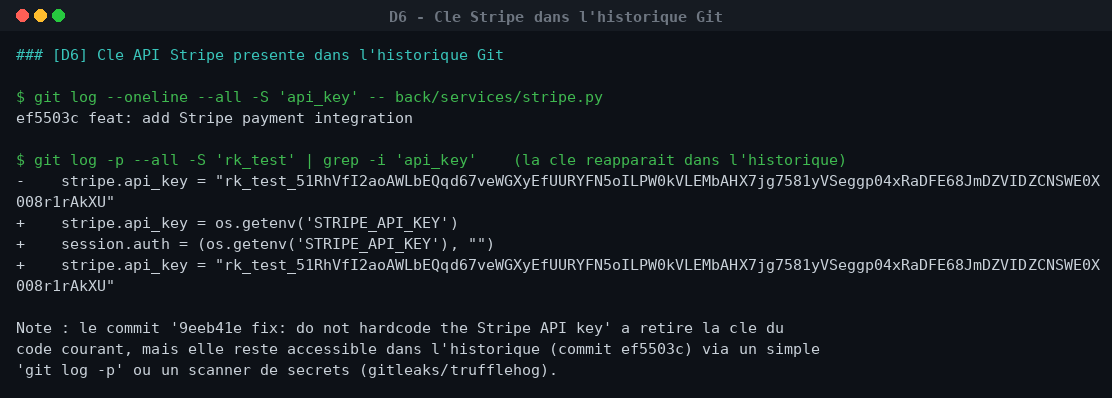 D6 - Cle Stripe dans l'historique Git
### [D6] Cle API Stripe presente dans l'historique Git
$ git log --oneline --all -S 'api_key' -- back/services/stripe.py
ef5503c feat: add Stripe payment integration
$ git log -p --all -S 'rk_test' | grep -i 'api_key'    (la cle reapparait dans l'historique)
-    stripe.api_key = "rk_test_51RhVfI2aoAWLbEQqd67veWGXyEfUURYFN5oILPW0kVLEMbAHX7jg7581yVSeggp04xRaDFE68JmDZVIDZCNSWE0X
008r1rAkXU"
+    stripe.api_key = os.getenv('STRIPE_API_KEY')
+    session.auth = (os.getenv('STRIPE_API_KEY'), "")
+    stripe.api_key = "rk_test_51RhVfI2aoAWLbEQqd67veWGXyEfUURYFN5oILPW0kVLEMbAHX7jg7581yVSeggp04xRaDFE68JmDZVIDZCNSWE0X
008r1rAkXU"
Note : le commit '9eeb41e fix: do not hardcode the Stripe API key' a retire la cle du
code courant, mais elle reste accessible dans l'historique (commit ef5503c) via un simple
'git log -p' ou un scanner de secrets (gitleaks/trufflehog).